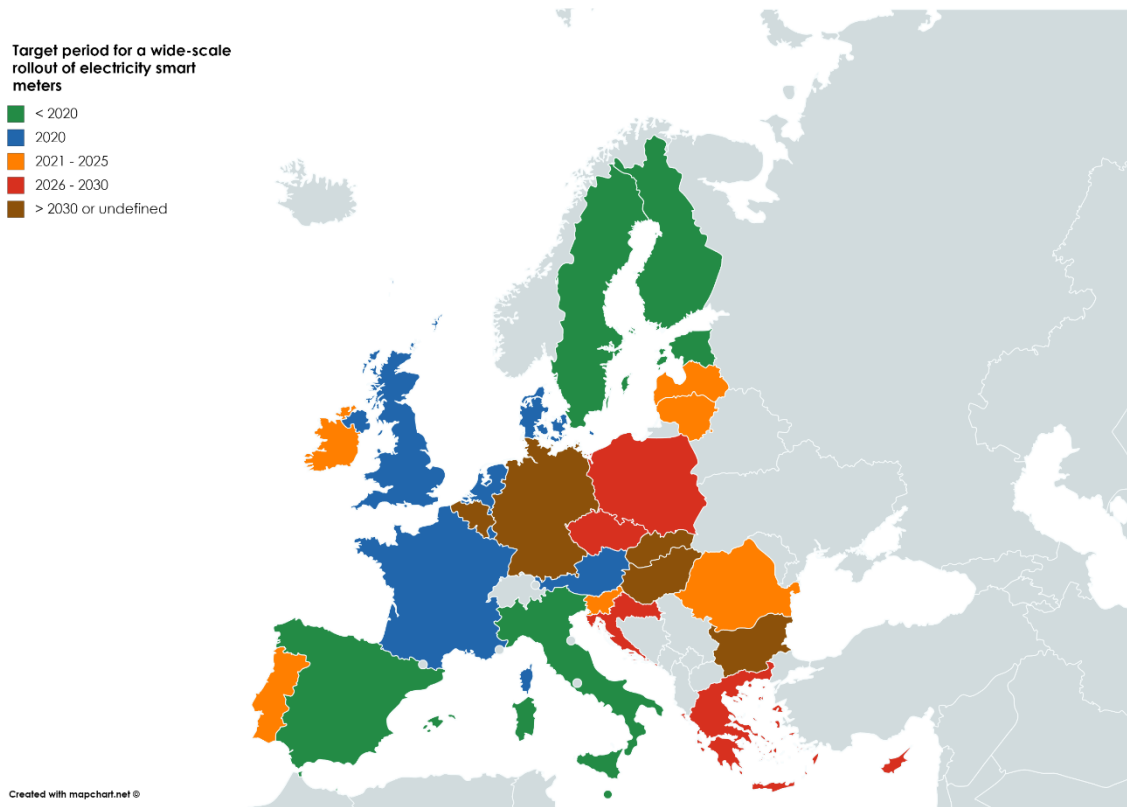 Target period for a wide-scale
rollout of electricity smart
meters
< 2020
2020
2021 - 2025
2026 - 2030
> 2030 or undefined
Created with mapchart.net ©